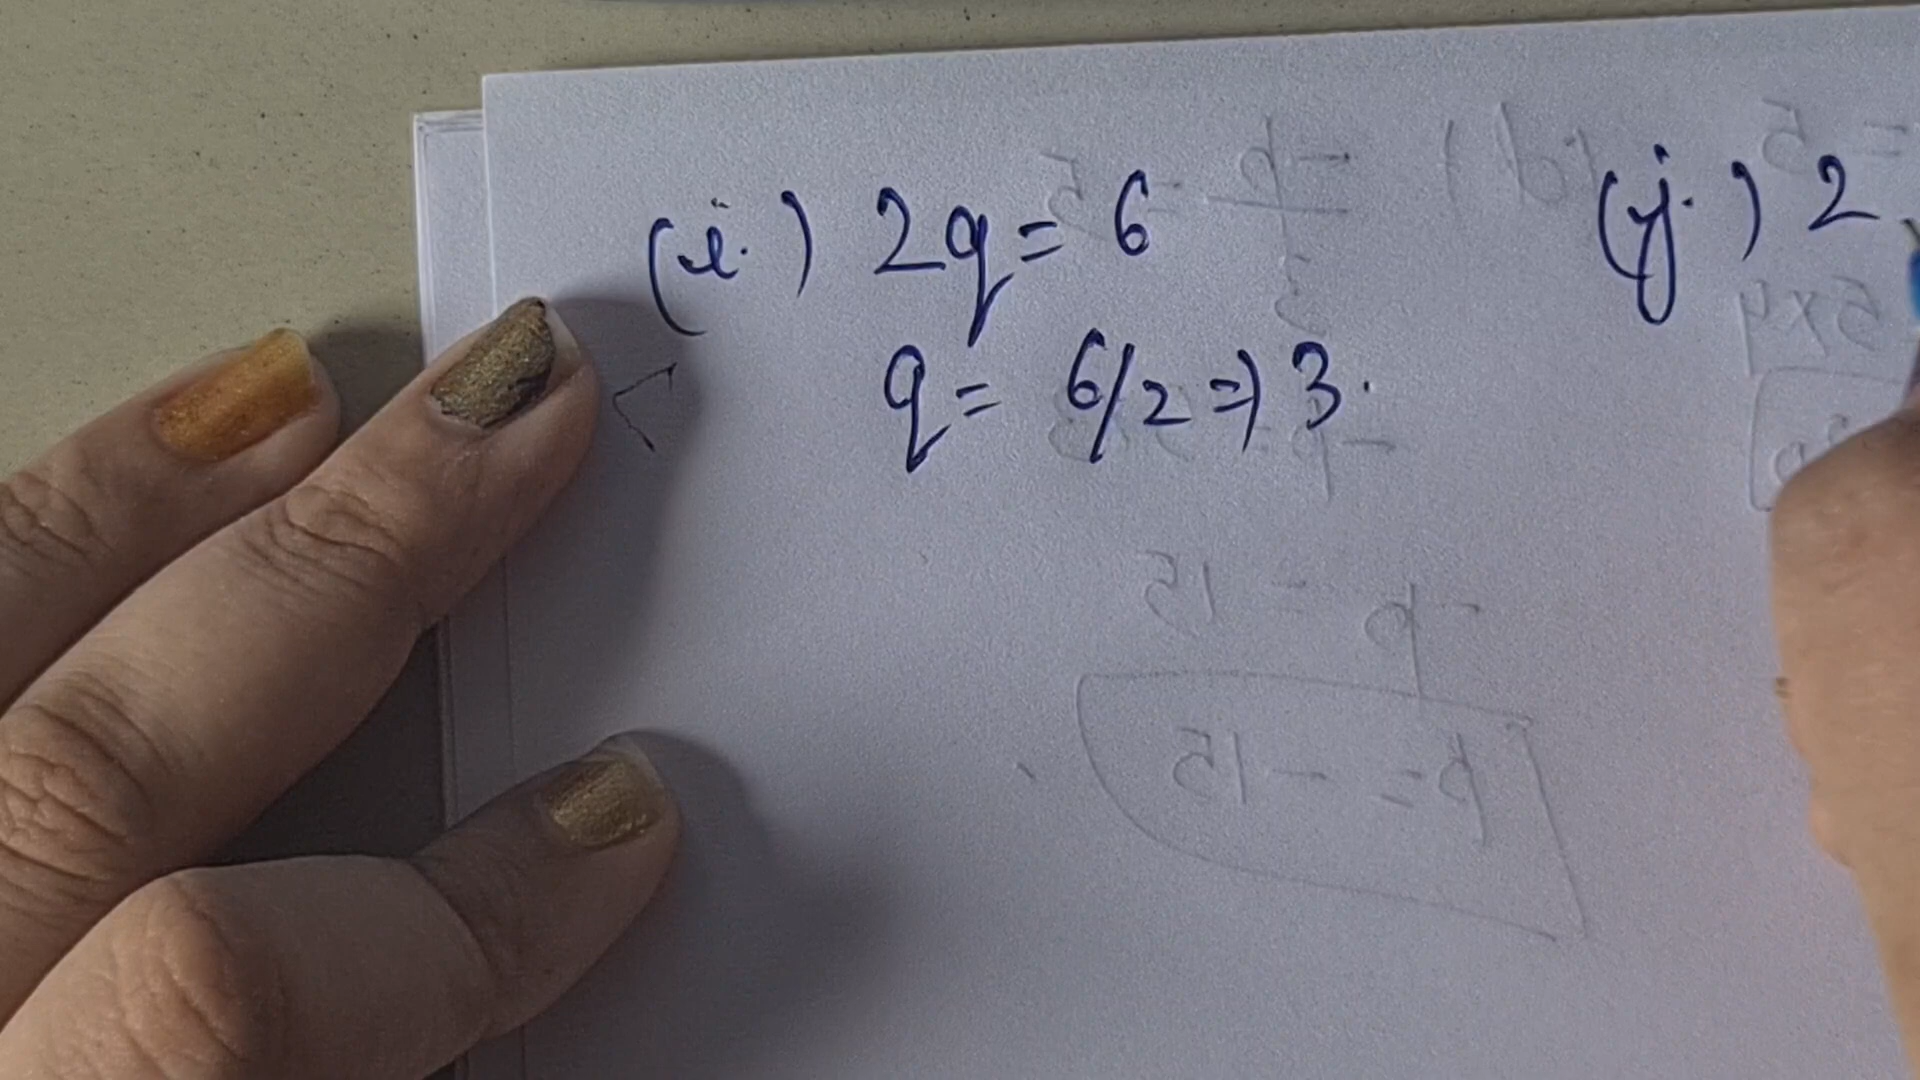 (i.) 2q = 6
q = 6/2 => 3.
(j.) 2